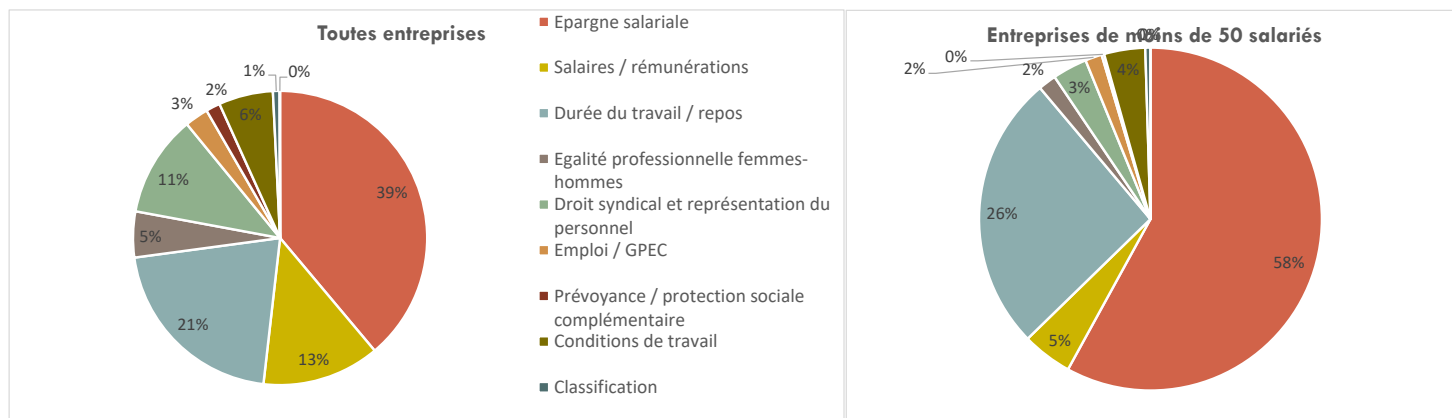 Toutes entreprises
39%
13%
21%
5%
11%
3%
2%
6%
1%
0%
Epargne salariale
Salaires / rémunérations
Durée du travail / repos
Egalité professionnelle femmes-
hommes
Droit syndical et représentation du
personnel
Emploi / GPEC
Prévoyance / protection sociale
complémentaire
Conditions de travail
Classification
Entreprises de moins de 50 salariés
58%
5%
26%
2%
3%
2%
0%
4%
0%